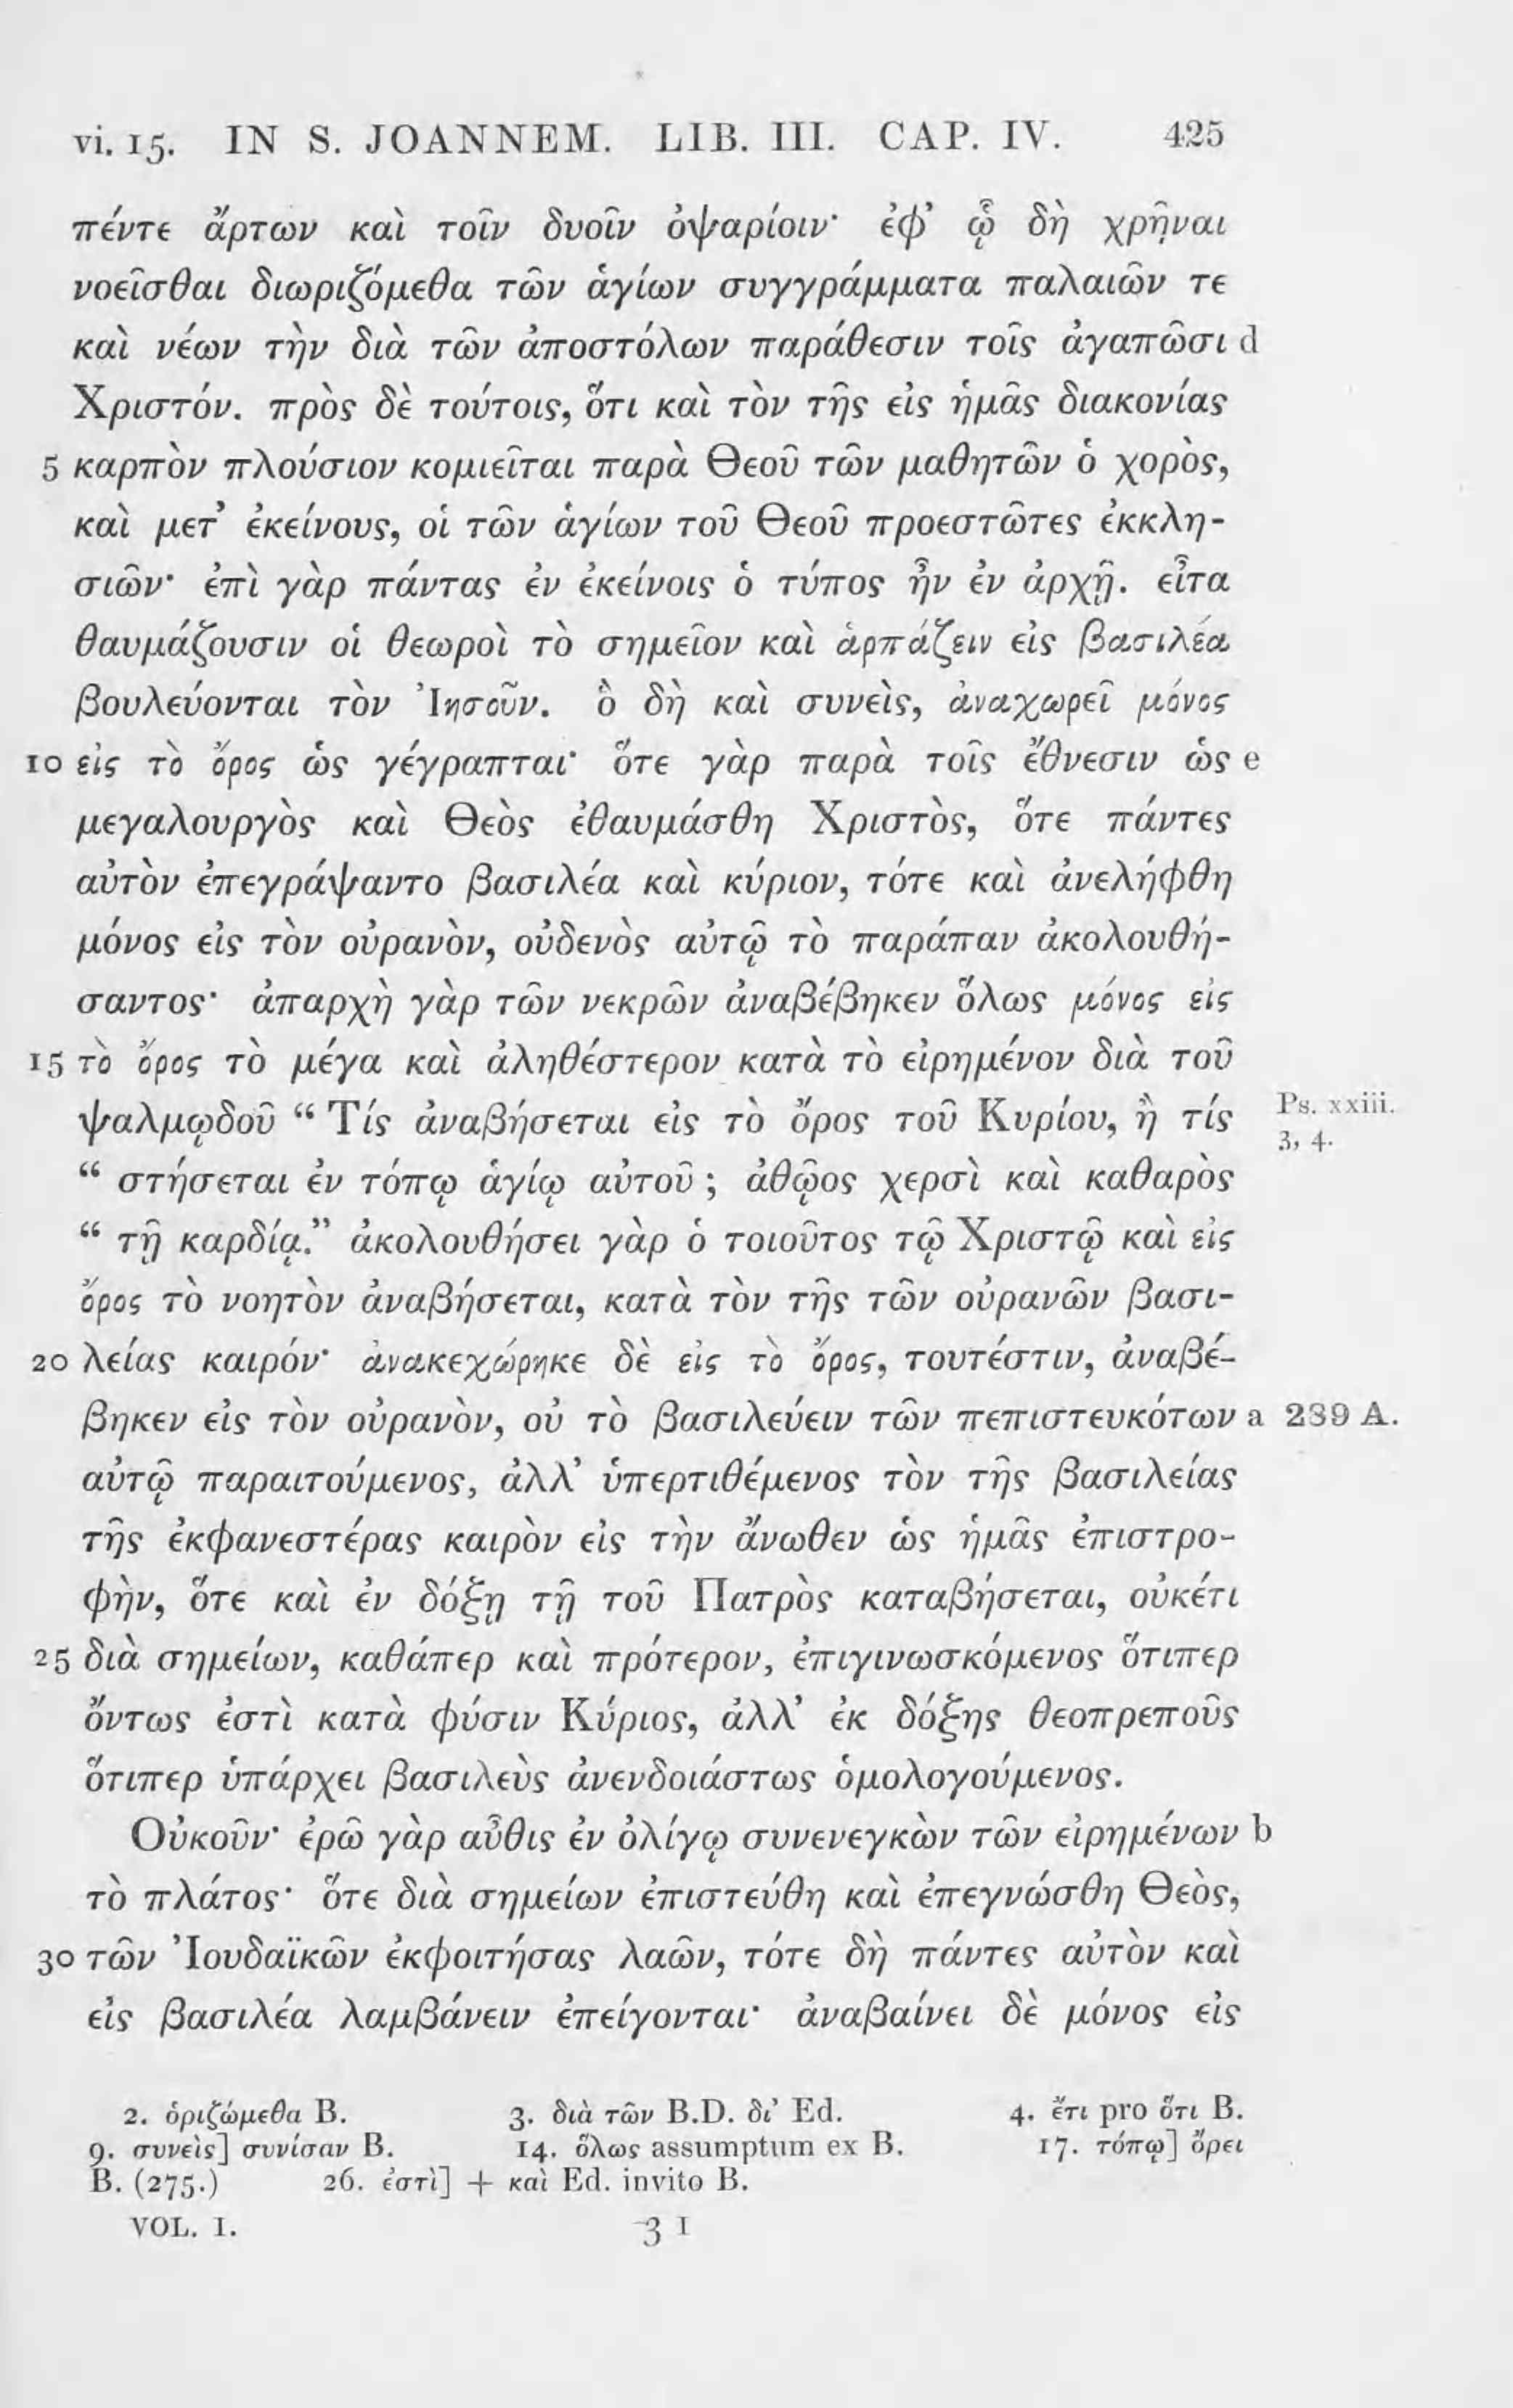 vi. 15. IN S. JOANNEM. LIB. III. CAP. IV. 425
πέντε ἄρτων καὶ τοῖν δυοῖν ὀψαρίοιν· ἐφ’ ᾧ δὴ χρῆναι
νοεῖσθαι διωριζόμεθα τῶν ἁγίων συγγράμματα παλαιῶν τε
καὶ νέων τὴν διὰ τῶν ἀποστόλων παράθεσιν τοῖς ἀγαπῶσι d
Χριστόν. πρὸς δὲ τούτοις, ὅτι καὶ τὸν τῆς εἰς ἡμᾶς διακονίας
5 καρπὸν πλούσιον κομιεῖται παρὰ Θεοῦ τῶν μαθητῶν ὁ χορὸς,
καὶ μετ’ ἐκείνους, οἱ τῶν ἁγίων τοῦ Θεοῦ προεστῶτες ἐκκλη-
σιῶν· ἐπὶ γὰρ πάντας ἐν ἐκείνοις ὁ τύπος ἦν ἐν ἀρχῇ. εἶτα
θαυμάζουσιν οἱ θεωροὶ τὸ σημεῖον καὶ ἁρπάζειν εἰς βασιλέα
βουλεύονται τὸν Ἰησοῦν. ὃ δὴ καὶ συνεὶς, ἀναχωρεῖ μόνος
10 εἰς τὸ ὄρος ὡς γέγραπται· ὅτε γὰρ παρὰ τοῖς ἔθνεσιν ὡς e
μεγαλουργὸς καὶ Θεὸς ἐθαυμάσθη Χριστὸς, ὅτε πάντες
αὐτὸν ἐπεγράψαντο βασιλέα καὶ κύριον, τότε καὶ ἀνελήφθη
μόνος εἰς τὸν οὐρανὸν, οὐδενὸς αὐτῷ τὸ παράπαν ἀκολουθή-
σαντος· ἀπαρχὴ γὰρ τῶν νεκρῶν ἀναβέβηκεν ὅλως μόνος εἰς
15 τὸ ὄρος τὸ μέγα καὶ ἀληθέστερον κατὰ τὸ εἰρημένον διὰ τοῦ
ψαλμῳδοῦ “ Τίς ἀναβήσεται εἰς τὸ ὄρος τοῦ Κυρίου, ἢ τίς Ps. xxiii. 3, 4.
“ στήσεται ἐν τόπῳ ἁγίῳ αὐτοῦ ; ἀθῷος χερσὶ καὶ καθαρὸς
“ τῇ καρδίᾳ.” ἀκολουθήσει γὰρ ὁ τοιοῦτος τῷ Χριστῷ καὶ εἰς
ὄρος τὸ νοητὸν ἀναβήσεται, κατὰ τὸν τῆς τῶν οὐρανῶν βασι-
20 λείας καιρόν· ἀνακεχώρηκε δὲ εἰς τὸ ὄρος, τουτέστιν, ἀναβέ-
βηκεν εἰς τὸν οὐρανὸν, οὐ τὸ βασιλεύειν τῶν πεπιστευκότων a 239 A.
αὐτῷ παραιτούμενος, ἀλλ’ ὑπερτιθέμενος τὸν τῆς βασιλείας
τῆς ἐκφανεστέρας καιρὸν εἰς τὴν ἄνωθεν ὡς ἡμᾶς ἐπιστρο-
φὴν, ὅτε καὶ ἐν δόξῃ τῇ τοῦ Πατρὸς καταβήσεται, οὐκέτι
25 διὰ σημείων, καθάπερ καὶ πρότερον, ἐπιγινωσκόμενος ὅτιπερ
ὄντως ἐστὶ κατὰ φύσιν Κύριος, ἀλλ’ ἐκ δόξης θεοπρεποῦς
ὅτιπερ ὑπάρχει βασιλεὺς ἀνενδοιάστως ὁμολογούμενος.
Οὐκοῦν· ἐρῶ γὰρ αὖθις ἐν ὀλίγῳ συνενεγκὼν τῶν εἰρημένων b
τὸ πλάτος· ὅτε διὰ σημείων ἐπιστεύθη καὶ ἐπεγνώσθη Θεὸς,
30 τῶν Ἰουδαϊκῶν ἐκφοιτήσας λαῶν, τότε δὴ πάντες αὐτὸν καὶ
εἰς βασιλέα λαμβάνειν ἐπείγονται· ἀναβαίνει δὲ μόνος εἰς
2. ὁριζώμεθα B. 3. διὰ τῶν B.D. δι’ Ed. 4. ἔτι pro ὅτι B.
9. συνεὶς] συνίσαν B. 14. ὅλως assumptum ex B. 17. τόπῳ] ὄρει
B. (275.) 26. ἐστὶ] + καὶ Ed. invito B.
VOL. I. 3 I